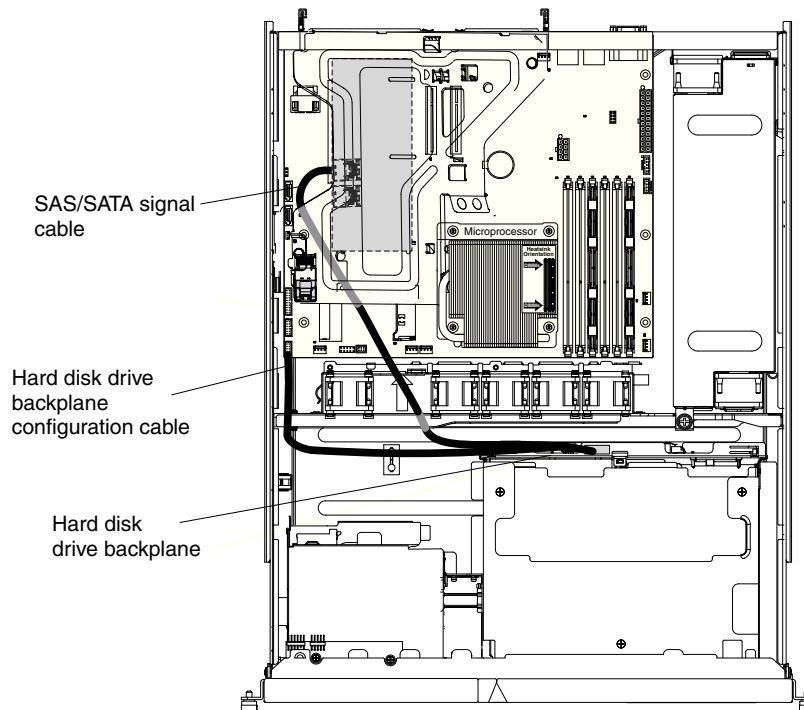 SAS/SATA signal
cable
Microprocessor
Heatsink
Orientation
Hard disk drive
backplane
configuration cable
Hard disk
drive backplane